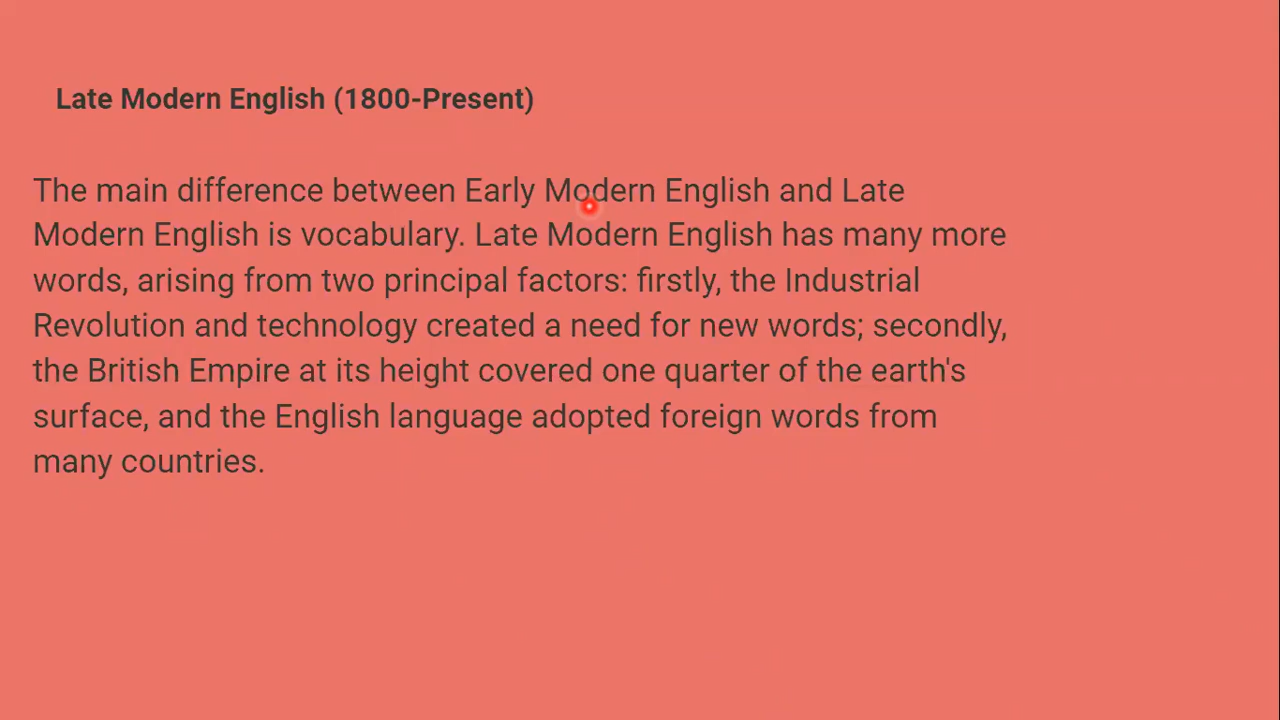 Late Modern English (1800-Present)
The main difference between Early Modern English and Late
Modern English is vocabulary. Late Modern English has many more
words, arising from two principal factors: firstly, the Industrial
Revolution and technology created a need for new words; secondly,
the British Empire at its height covered one quarter of the earth's
surface, and the English language adopted foreign words from
many countries.